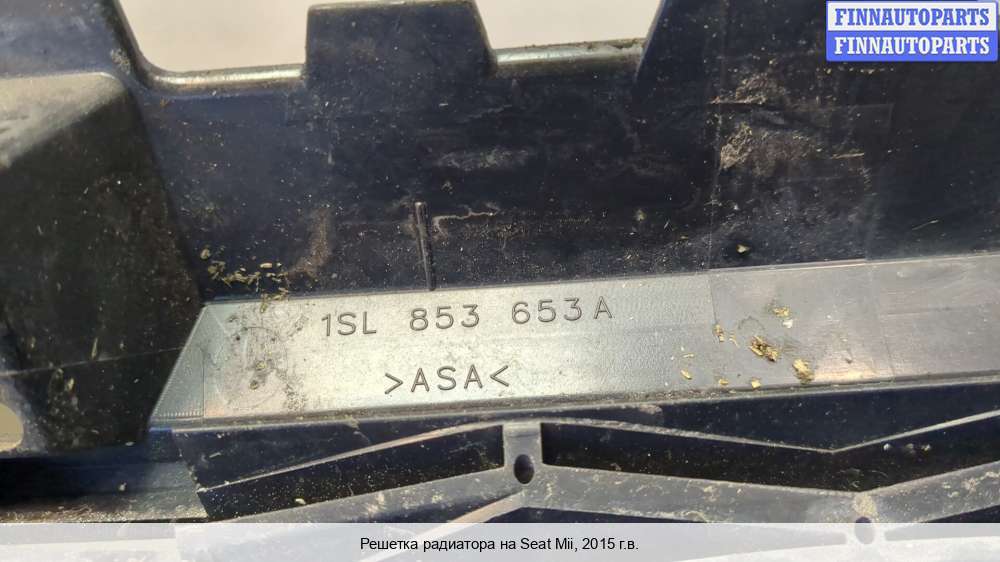 FINNAUTOPARTS
FINNAUTOPARTS
1SL 853 653 A
>ASA<
Решетка радиатора на Seat Mii, 2015 г.в.